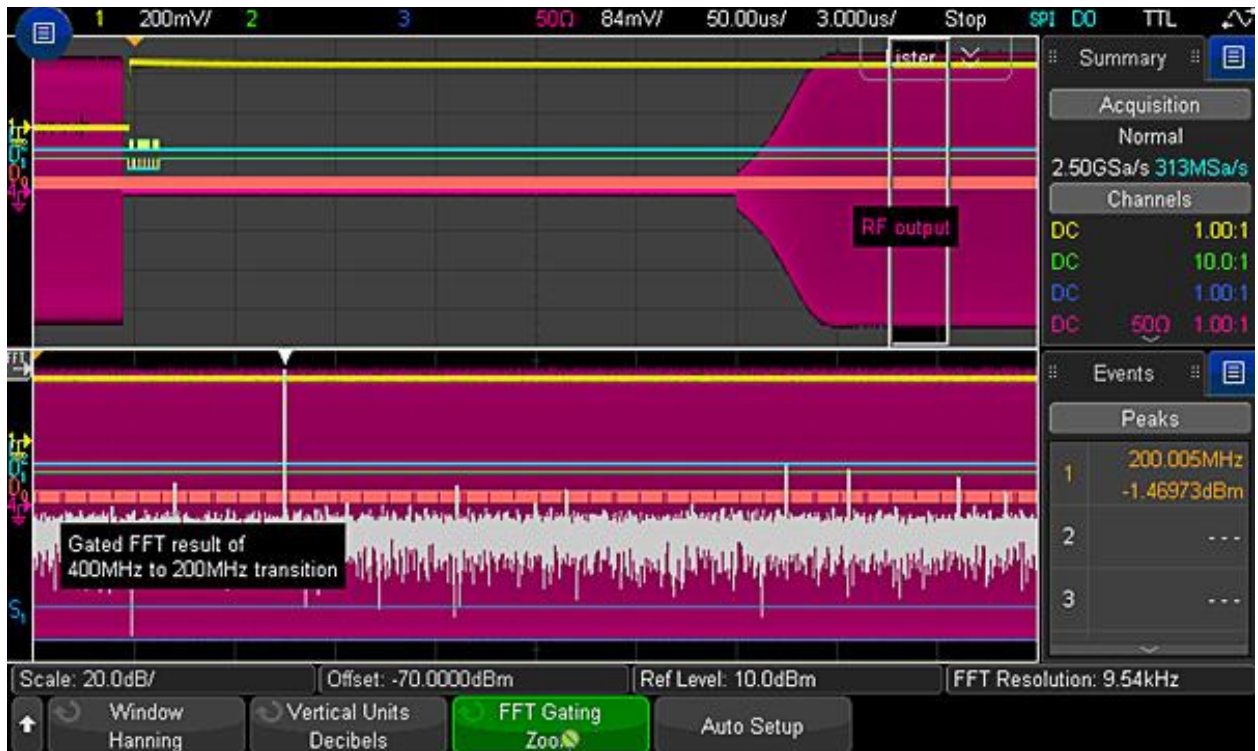 1 200mV/ 2 3 50Ω 84mV/ 50.00us/ 3.000us/ Stop SPI D0 TTL
Lister
RF output
Summary
Acquisition
Normal
2.50GSa/s 313MSa/s
Channels
DC 1.00:1
DC 10.0:1
DC 1.00:1
DC 50Ω 1.00:1
FFT
Gated FFT result of
400MHz to 200MHz transition
S1
Events
Peaks
1 200.005MHz
-1.46973dBm
2 ---
3 ---
Scale: 20.0dB/ Offset: -70.0000dBm Ref Level: 10.0dBm FFT Resolution: 9.54kHz
Window
Hanning
Vertical Units
Decibels
FFT Gating
Zoom
Auto Setup